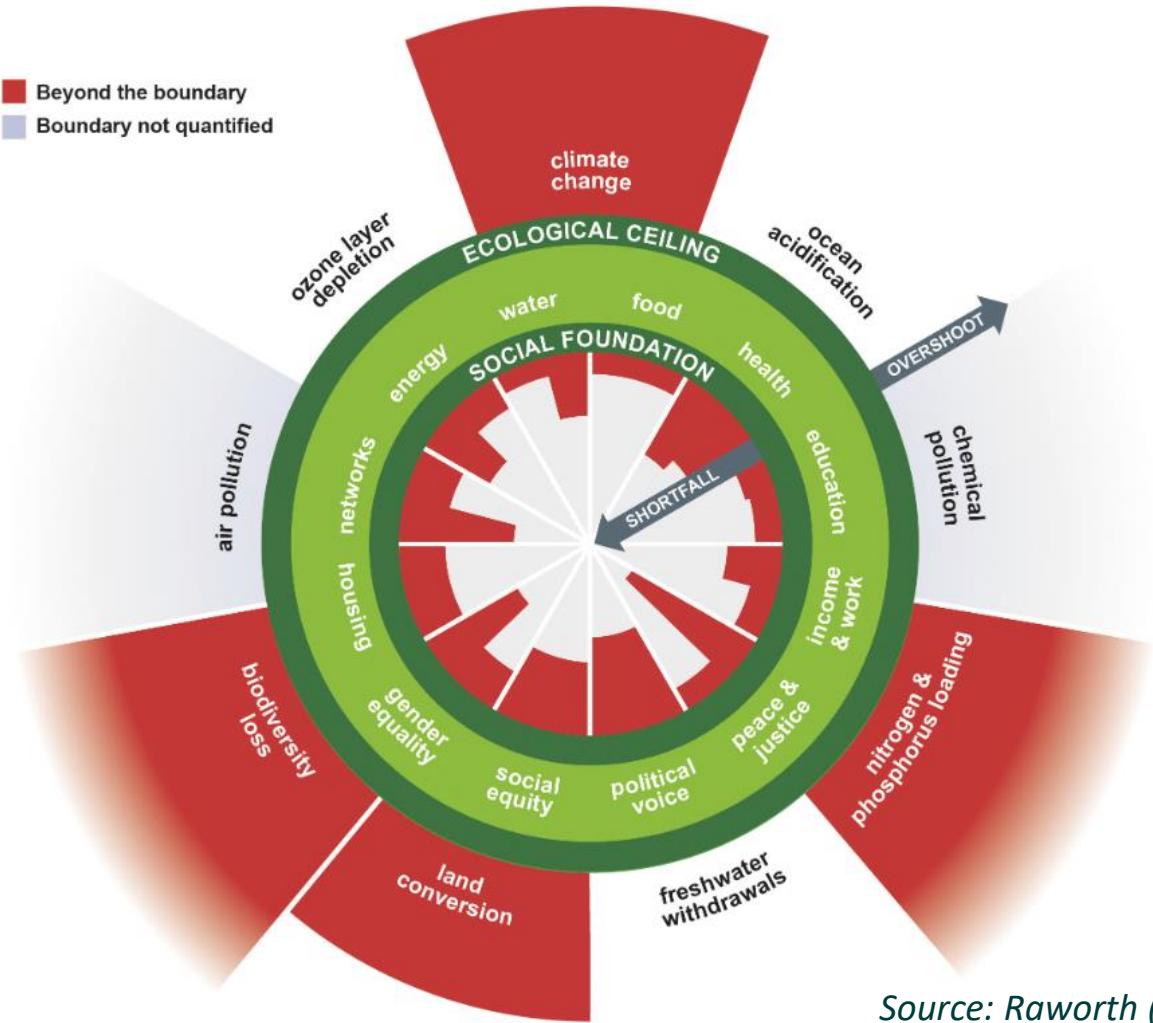 Beyond the boundary
Boundary not quantified
climate
change
ozone layer
depletion
ocean
acidification
ECOLOGICAL CEILING
OVERSHOOT
water
food
energy
health
SOCIAL FOUNDATION
SHORTFALL
networks
education
air pollution
chemical
pollution
housing
income
& work
biodiversity
loss
nitrogen &
phosphorus loading
gender
equality
peace &
justice
social
equity
political
voice
land
conversion
freshwater
withdrawals
Source: Raworth (